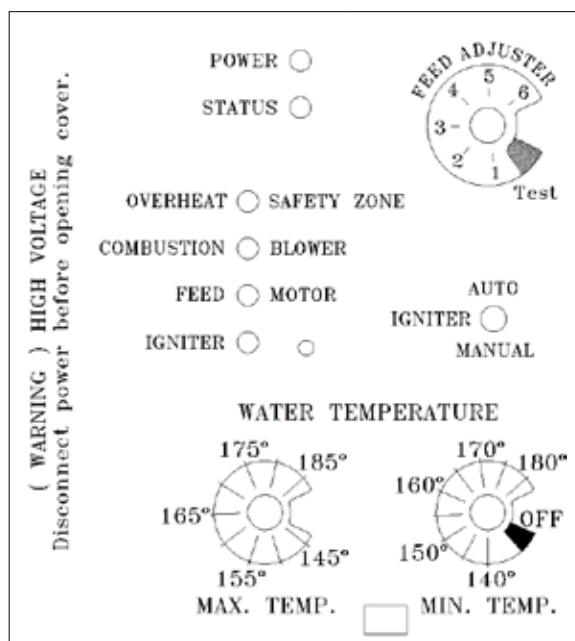 ( WARNING ) HIGH VOLTAGE
Disconnect power before opening cover.
POWER
STATUS
FEED ADJUSTER
1
2
3
4
5
6
Test
OVERHEAT SAFETY ZONE
COMBUSTION BLOWER
FEED MOTOR
IGNITER
AUTO
IGNITER
MANUAL
WATER TEMPERATURE
175° 185°
165°
155° 145°
MAX. TEMP.
170° 180°
160°
OFF
150°
140°
MIN. TEMP.